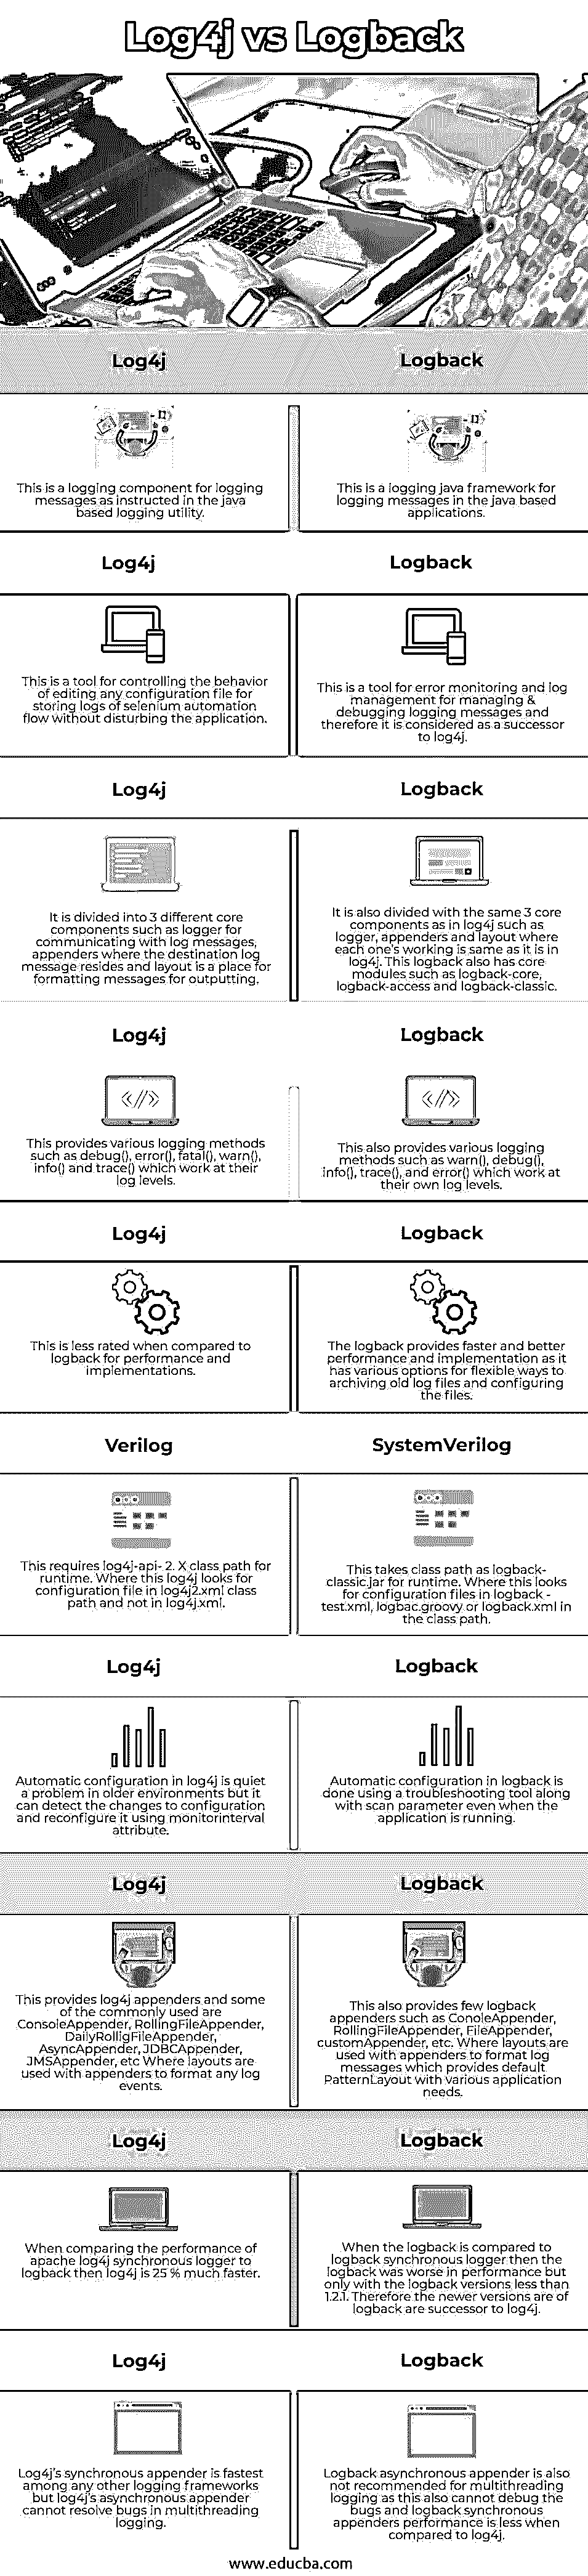 Log4j vs Logback
Log4j
Logback
This is a logging component for logging
messages as instructed in the java
based logging utility.
This is a logging java framework for
logging messages in the java based
applications.
Log4j
Logback
This is a tool for controlling the behavior
of editing any configuration file for
storing logs of selenium automation
flow without disturbing the application.
This is a tool for error monitoring and log
management for managing &
debugging logging messages and
therefore it is considered as a successor
to log4j.
Log4j
Logback
It is divided into 3 different core
components such as logger for
communicating with log messages,
appenders where the destination log
message resides and layout is a place for
formatting messages for outputting.
It is also divided with the same 3 core
components as in log4j such as
logger, appenders and layout where
each one's working is same as it is in
log4j. This logback also has core
modules such as logback-core,
logback-access and logback-classic.
Log4j
Logback
This provides various logging methods
such as debug(), error(), fatal(), warn(),
info() and trace() which work at their
log levels.
This also provides various logging
methods such as warn(), debug(),
info(), trace(), and error() which work at
their own log levels.
Log4j
Logback
This is less rated when compared to
logback for performance and
implementations.
The logback provides faster and better
performance and implementation as it
has various options for flexible ways to
archiving old log files and configuring
the files.
Verilog
SystemVerilog
This requires log4j-api- 2. X class path for
runtime. Where this log4j looks for
configuration file in log4j2.xml class
path and not in log4j.xml.
This takes class path as logback-
classic.jar for runtime. Where this looks
for configuration files in logback -
test.xml, logbac.groovy or logback.xml in
the class path.
Log4j
Logback
Automatic configuration in log4j is quiet
a problem in older environments but it
can detect the changes to configuration
and reconfigure it using monitorinterval
attribute.
Automatic configuration in logback is
done using a troubleshooting tool along
with scan parameter even when the
application is running.
Log4j
Logback
This provides log4j appenders and some
of the commonly used are
ConsoleAppender, RollingFileAppender,
DailyRolligFileAppender,
AsyncAppender, JDBCAppender,
JMSAppender, etc Where layouts are
used with appenders to format any log
events.
This also provides few logback
appenders such as ConoleAppender,
RollingFileAppender, FileAppender,
customAppender, etc. Where layouts are
used with appenders to format log
messages which provides default
PatternLayout with various application
needs.
Log4j
Logback
When comparing the performance of
apache log4j synchronous logger to
logback then log4j is 25 % much faster.
When the logback is compared to
logback synchronous logger then the
logback was worse in performance but
only with the logback versions less than
1.2.1. Therefore the newer versions are of
logback are successor to log4j.
Log4j
Logback
Log4j's synchronous appender is fastest
among any other logging frameworks
but log4j's asynchronous appender
cannot resolve bugs in multithreading
logging.
Logback asynchronous appender is also
not recommended for multithreading
logging as this also cannot debug the
bugs and logback synchronous
appenders performance is less when
compared to log4j.
www.educba.com